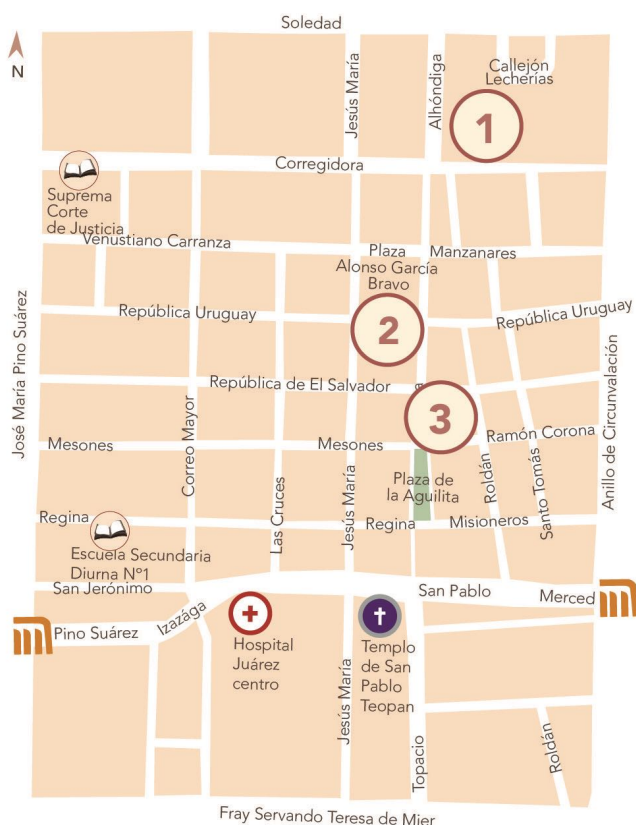 Soledad
N
Jesús María
Alhóndiga
Callejón
Lecherías
1
Corregidora
Suprema
Corte
de Justicia
Venustiano Carranza
Plaza
Manzanares
Alonso García
Bravo
República Uruguay
2
República Uruguay
José María Pino Suárez
Anillo de Circunvalación
República de El Salvador
a
3
Correo Mayor
Mesones
Mesones
Ramón Corona
Roldán
Santo Tomás
Plaza de
la Aguilita
Las Cruces
Jesús María
Regina
Regina
Misioneros
Escuela Secundaria
Diurna Nº1
San Jerónimo
San Pablo
Merced
Izazága
Pino Suárez
Hospital
Juárez
centro
Templo
de San
Pablo
Teopan
Jesús María
Topacio
Roldán
Fray Servando Teresa de Mier